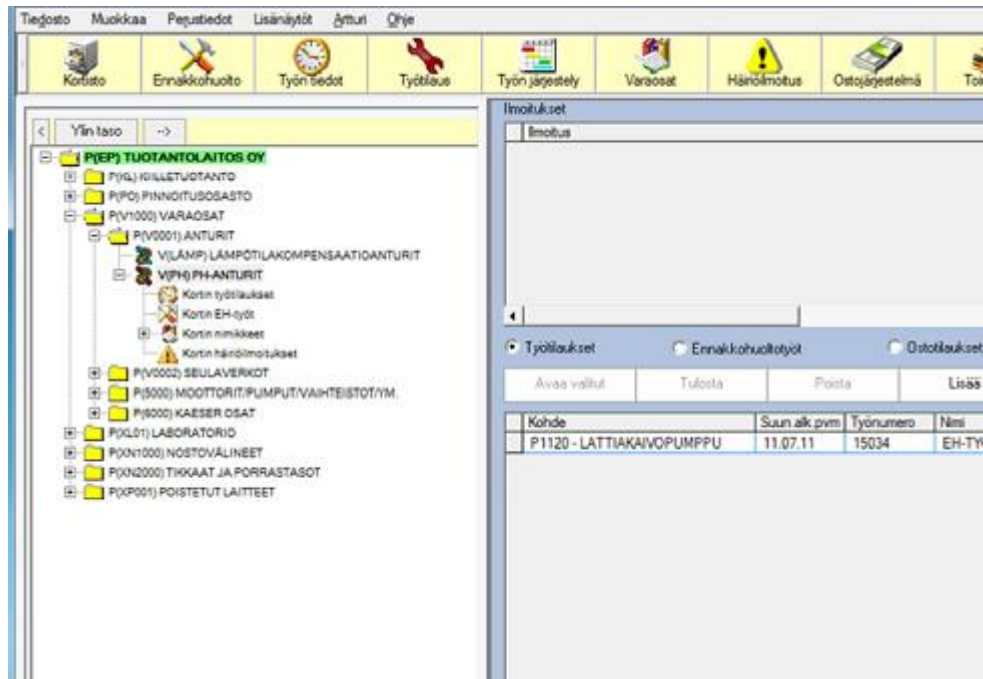 Tiedosto Muokkaa Perustiedot Lisänäytöt Artturi Ohje
Kortisto Ennakkohuolto Työn tiedot Työtilaus Työn järjestely Varaosat Häiriöilmoitus Ostojärjestelmä Toi
< Ylin taso ->
P(EP) TUOTANTOLAITOS OY
P(KL) KIILLETUOTANTO
P(PO) PINNOITUSOSASTO
P(V1000) VARAOSAT
P(V0001) ANTURIT
V(LÄMP) LÄMPÖTILAKOMPENSAATIOANTURIT
V(PH) PH-ANTURIT
Kortin työtilaukset
Kortin EH-työt
Kortin nimikkeet
Kortin häiriöilmoitukset
P(V0002) SEULAVERKOT
P(5000) MOOTTORIT/PUMPUT/VAIHTEISTOT/YM.
P(6000) KAESER OSAT
P(XL01) LABORATORIO
P(XN1000) NOSTOVÄLINEET
P(XN2000) TIKKAAT JA PORRASTASOT
P(XP001) POISTETUT LAITTEET
Ilmoitukset
Ilmoitus
Työtilaukset Ennakkohuoltotyöt Ostotilaukset
Avaa valitut Tulosta Poista Lisää
Kohde Suun.alk.pvm Työnumero Nimi
P1120 - LATTIAKAIVOPUMPPU 11.07.11 15034 EH-TY